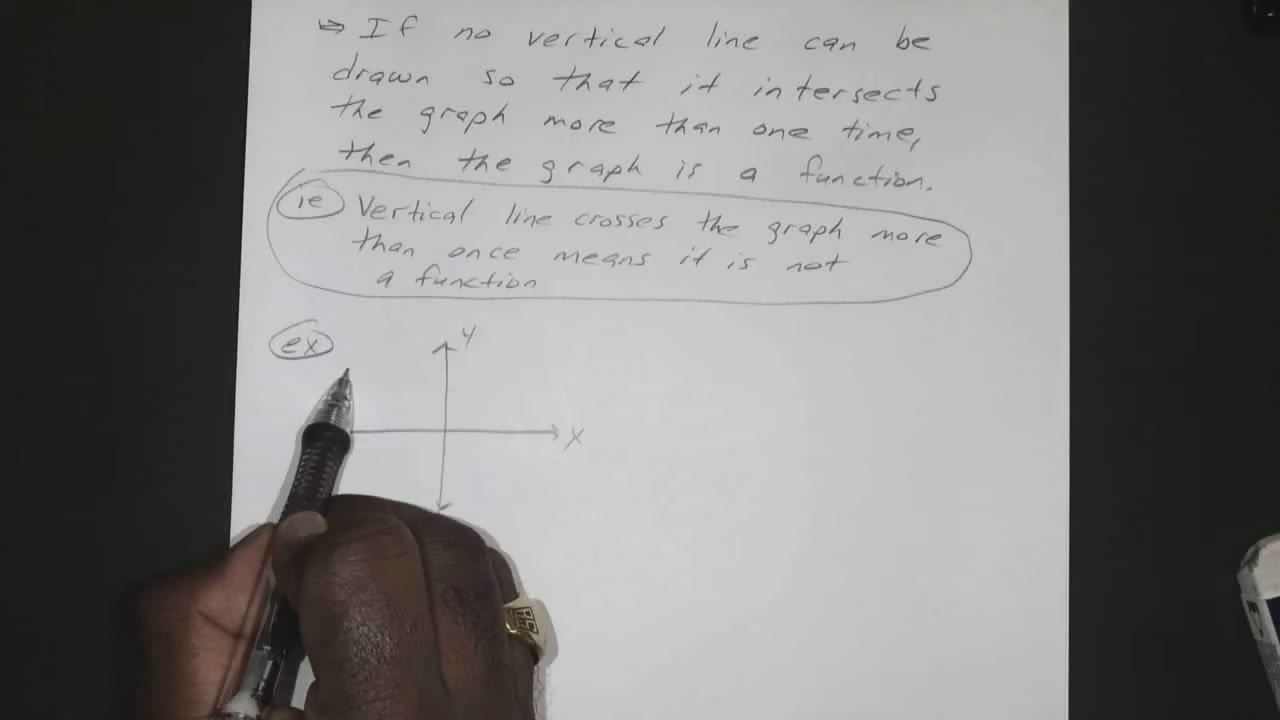 ⇒ If no vertical line can be
drawn so that it intersects
the graph more than one time,
then the graph is a function.
ie Vertical line crosses the graph more
than once means it is not
a function
ex
y
x